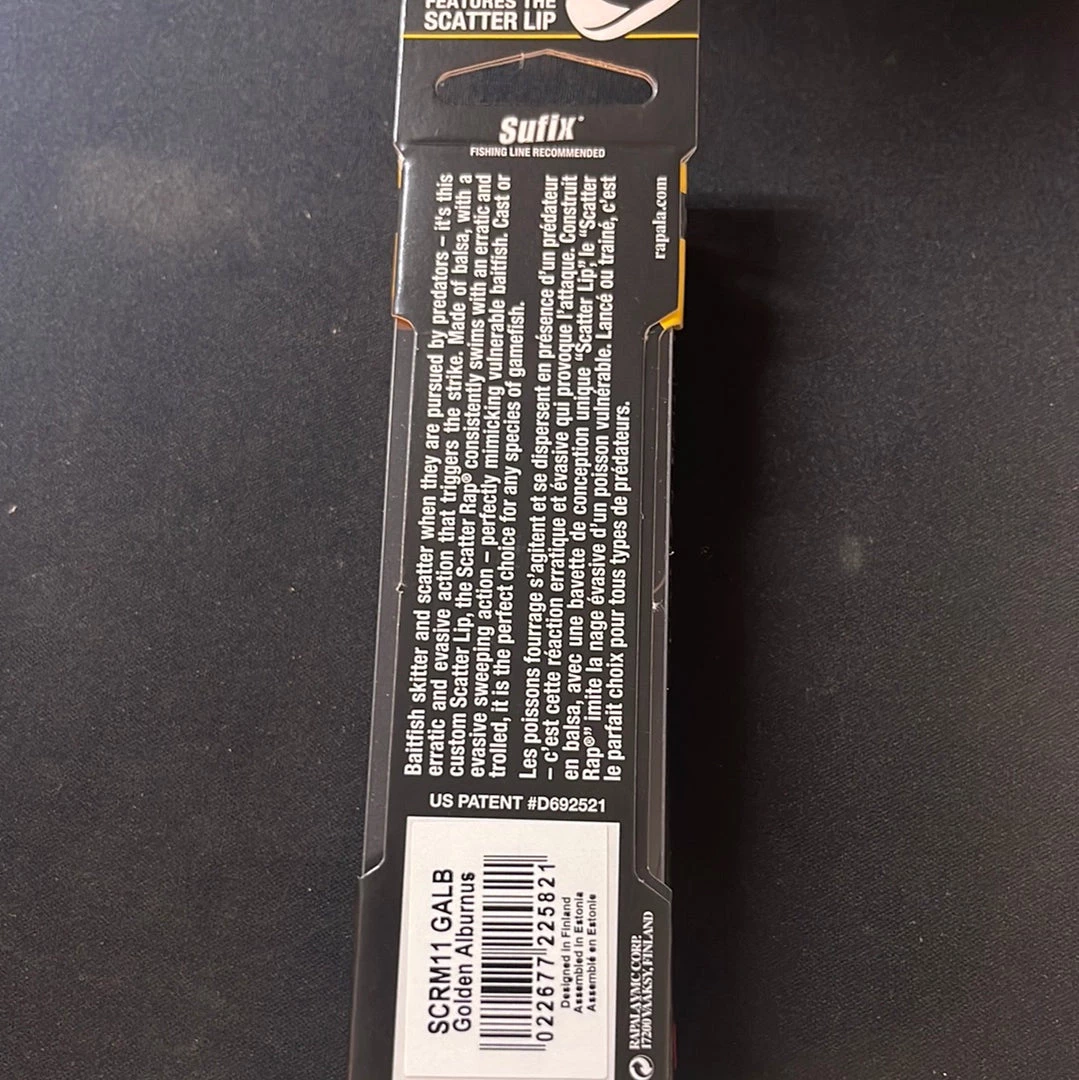 FEATURES THE
SCATTER LIP
Sufix®
FISHING LINE RECOMMENDED
rapala.com
Baitfish skitter and scatter when they are pursued by predators – it's this
erratic and evasive action that triggers the strike. Made of balsa, with a
custom Scatter Lip, the Scatter Rap® consistently swims with an erratic and
evasive sweeping action – perfectly mimicking vulnerable baitfish. Cast or
trolled, it is the perfect choice for any species of gamefish.
Les poissons fourrage s'agitent et se dispersent en présence d'un prédateur
– c'est cette réaction erratique et évasive qui provoque l'attaque. Construit
en balsa, avec une bavette de conception unique “Scatter Lip”, le “Scatter
Rap®” imite la nage évasive d'un poisson vulnérable. Lancé ou traîné, c'est
le parfait choix pour tous types de prédateurs.
US PATENT #D692521
SCRM11 GALB
Golden Alburnus
0 22677 22582 1
Designed in Finland
Assembled in Estonia
Assemblé en Estonie
RAPALA VMC CORP.
17200 VÄÄKSY, FINLAND